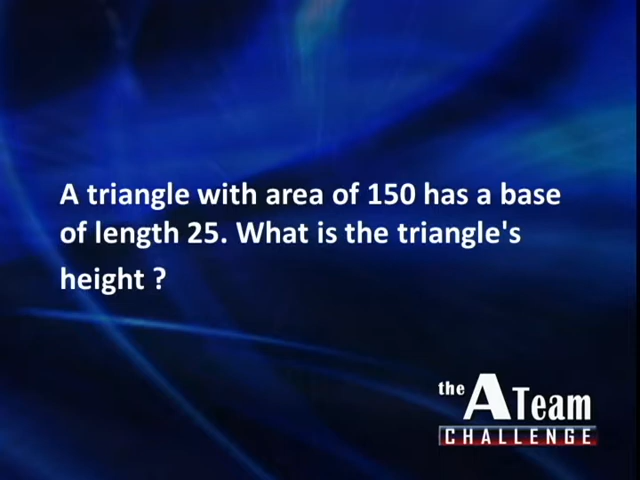 A triangle with area of 150 has a base
of length 25. What is the triangle's
height ?
the A Team
CHALLENGE